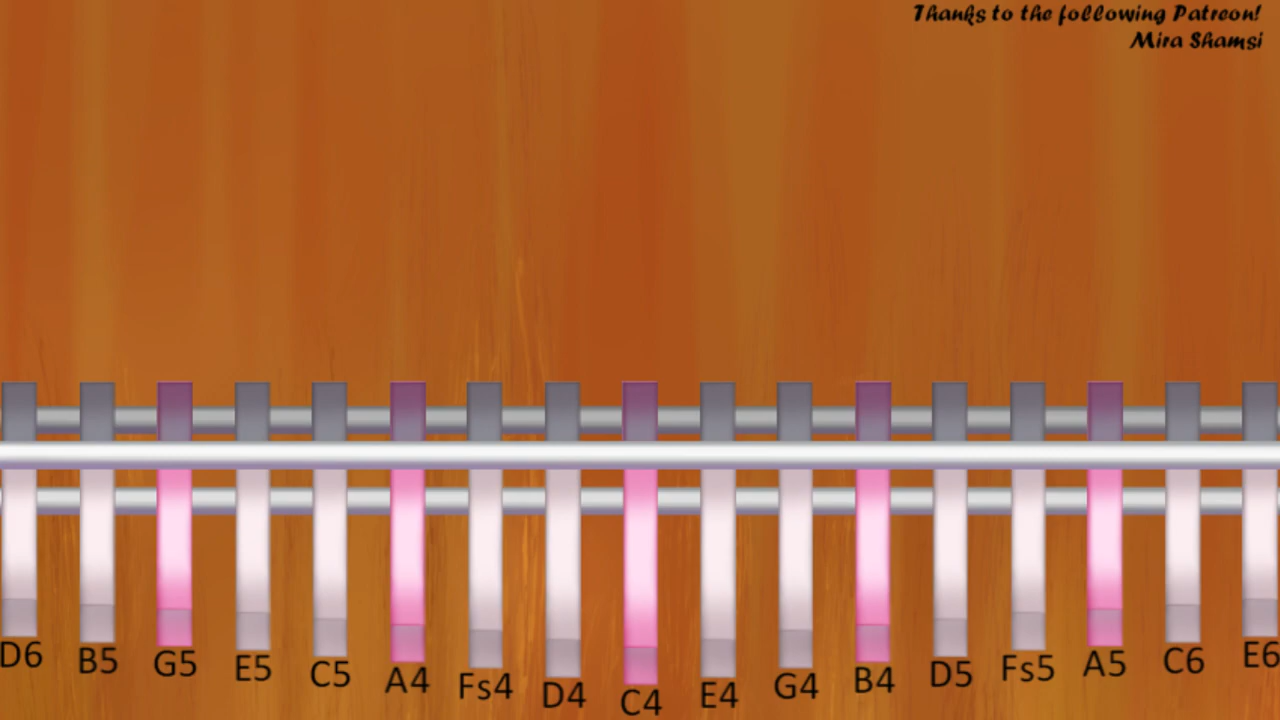 Thanks to the following Patreon!
Mira Shamsi
D6 B5 G5 E5 C5 A4 Fs4 D4 C4 E4 G4 B4 D5 Fs5 A5 C6 E6